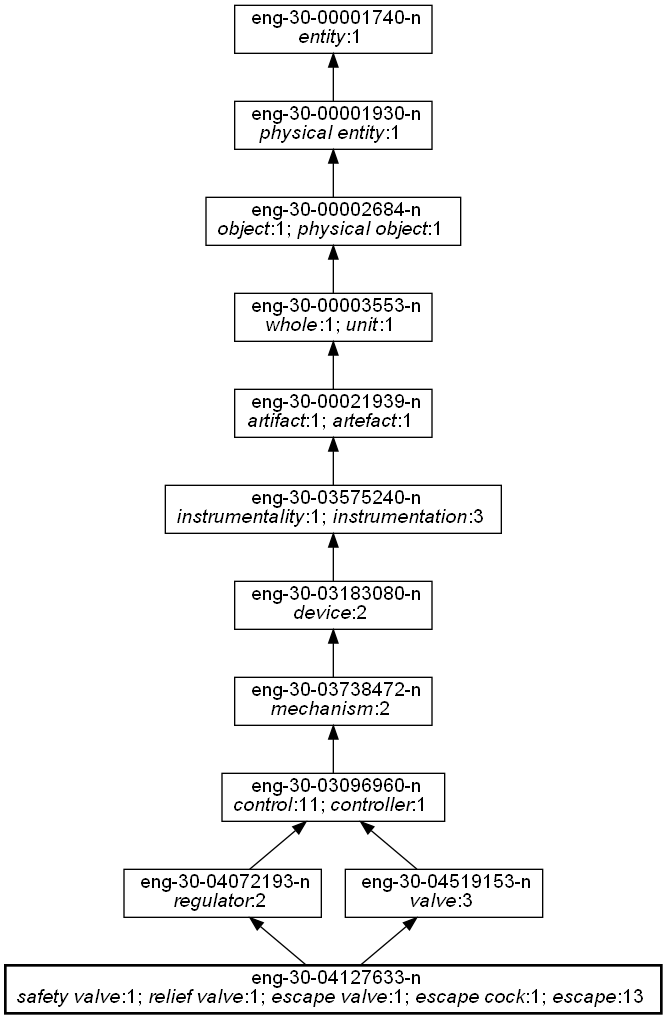 eng-30-00001740-n
entity:1
eng-30-00001930-n
physical entity:1
eng-30-00002684-n
object:1; physical object:1
eng-30-00003553-n
whole:1; unit:1
eng-30-00021939-n
artifact:1; artefact:1
eng-30-03575240-n
instrumentality:1; instrumentation:3
eng-30-03183080-n
device:2
eng-30-03738472-n
mechanism:2
eng-30-03096960-n
control:11; controller:1
eng-30-04072193-n
regulator:2
eng-30-04519153-n
valve:3
eng-30-04127633-n
safety valve:1; relief valve:1; escape valve:1; escape cock:1; escape:13